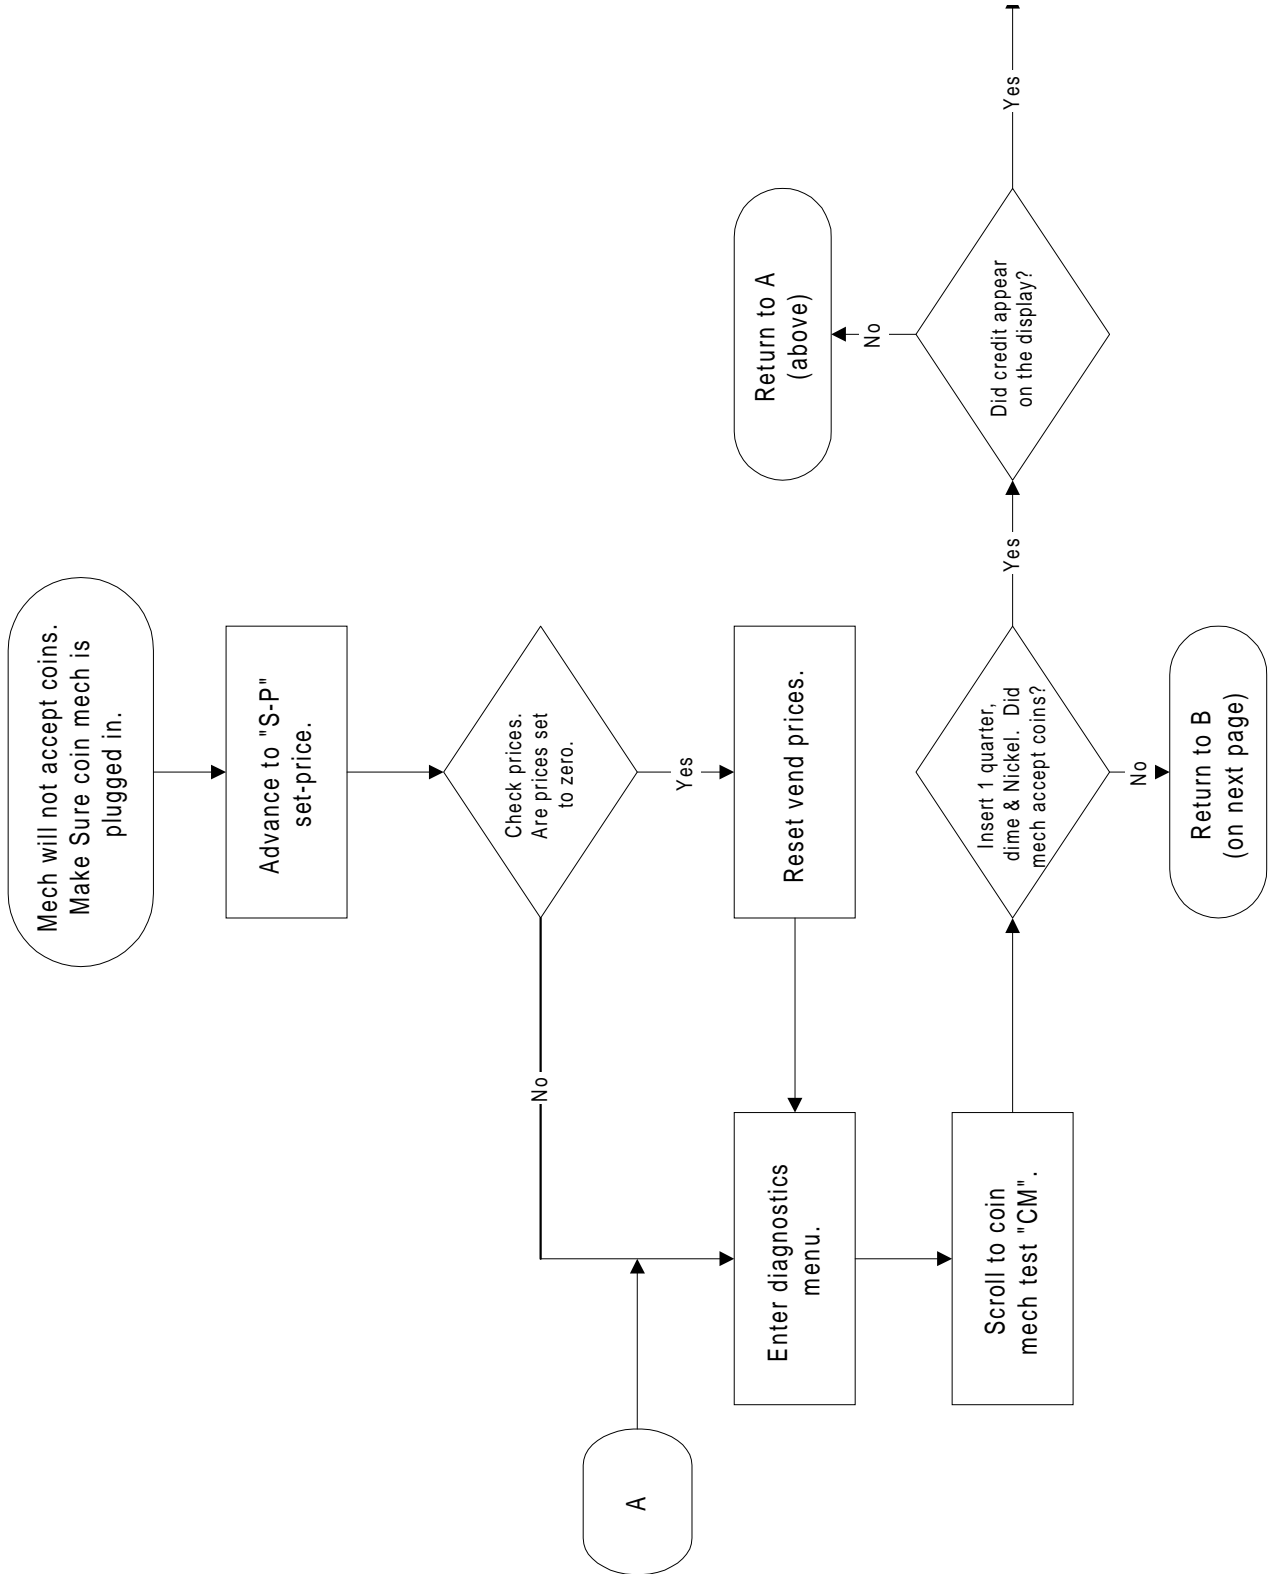 Mech will not accept coins.
Make Sure coin mech is
plugged in.
Advance to "S-P"
set-price.
Check prices.
Are prices set
to zero.
No
Yes
Reset vend prices.
A
Enter diagnostics
menu.
Scroll to coin
mech test "CM".
Insert 1 quarter,
dime & Nickel. Did
mech accept coins?
No
Return to B
(on next page)
Yes
Did credit appear
on the display?
No
Return to A
(above)
Yes